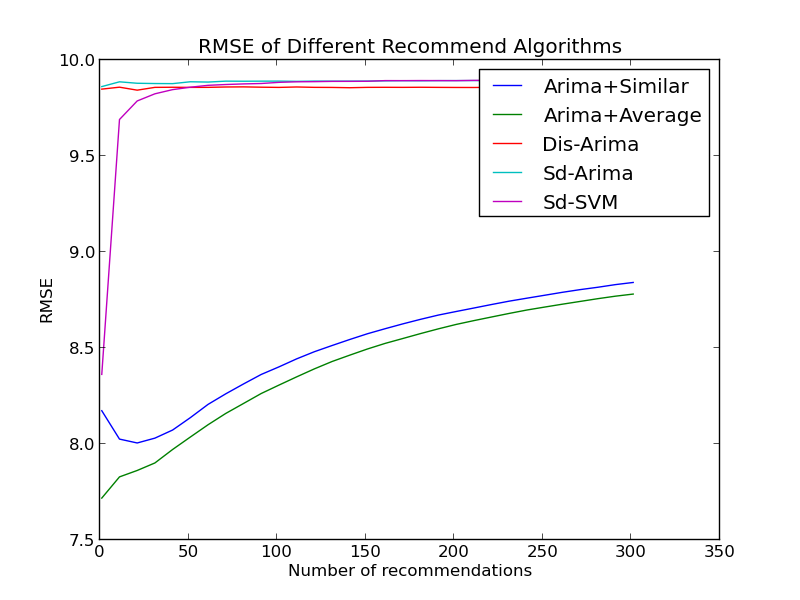 RMSE of Different Recommend Algorithms
10.0
9.5
9.0
8.5
8.0
7.5
RMSE
Arima+Similar
Arima+Average
Dis-Arima
Sd-Arima
Sd-SVM
0 50 100 150 200 250 300 350
Number of recommendations